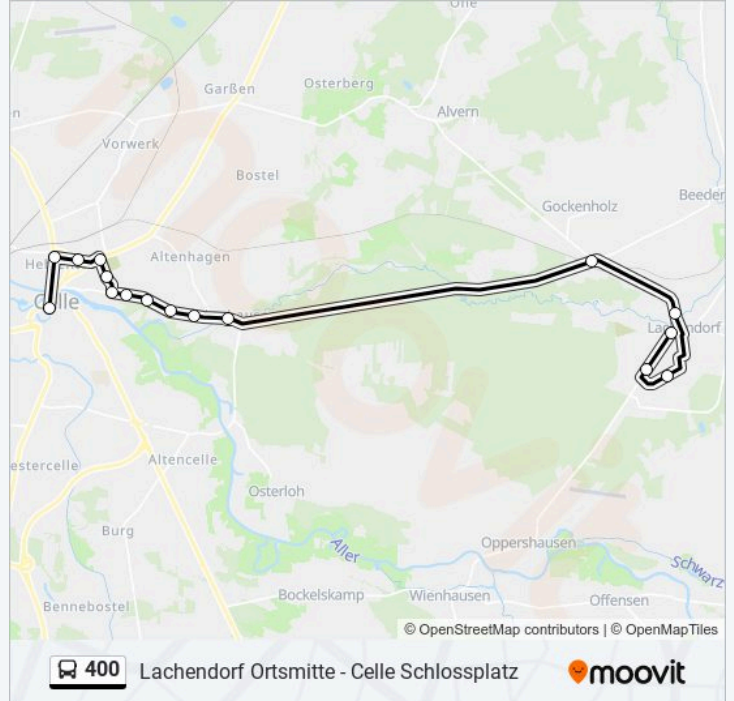 Ohe
Garßen
Osterberg
Alvern
Vorwerk
Bostel
Gockenholz
Beeder
Altenhagen
Celle
Lachendorf
estercelle
Altencelle
Osterloh
Burg
Aller
Oppershausen
Schwarz
Bennebostel
Bockelskamp
Wienhausen
Offensen
© OpenStreetMap contributors | © OpenMapTiles
400 Lachendorf Ortsmitte - Celle Schlossplatz moovit